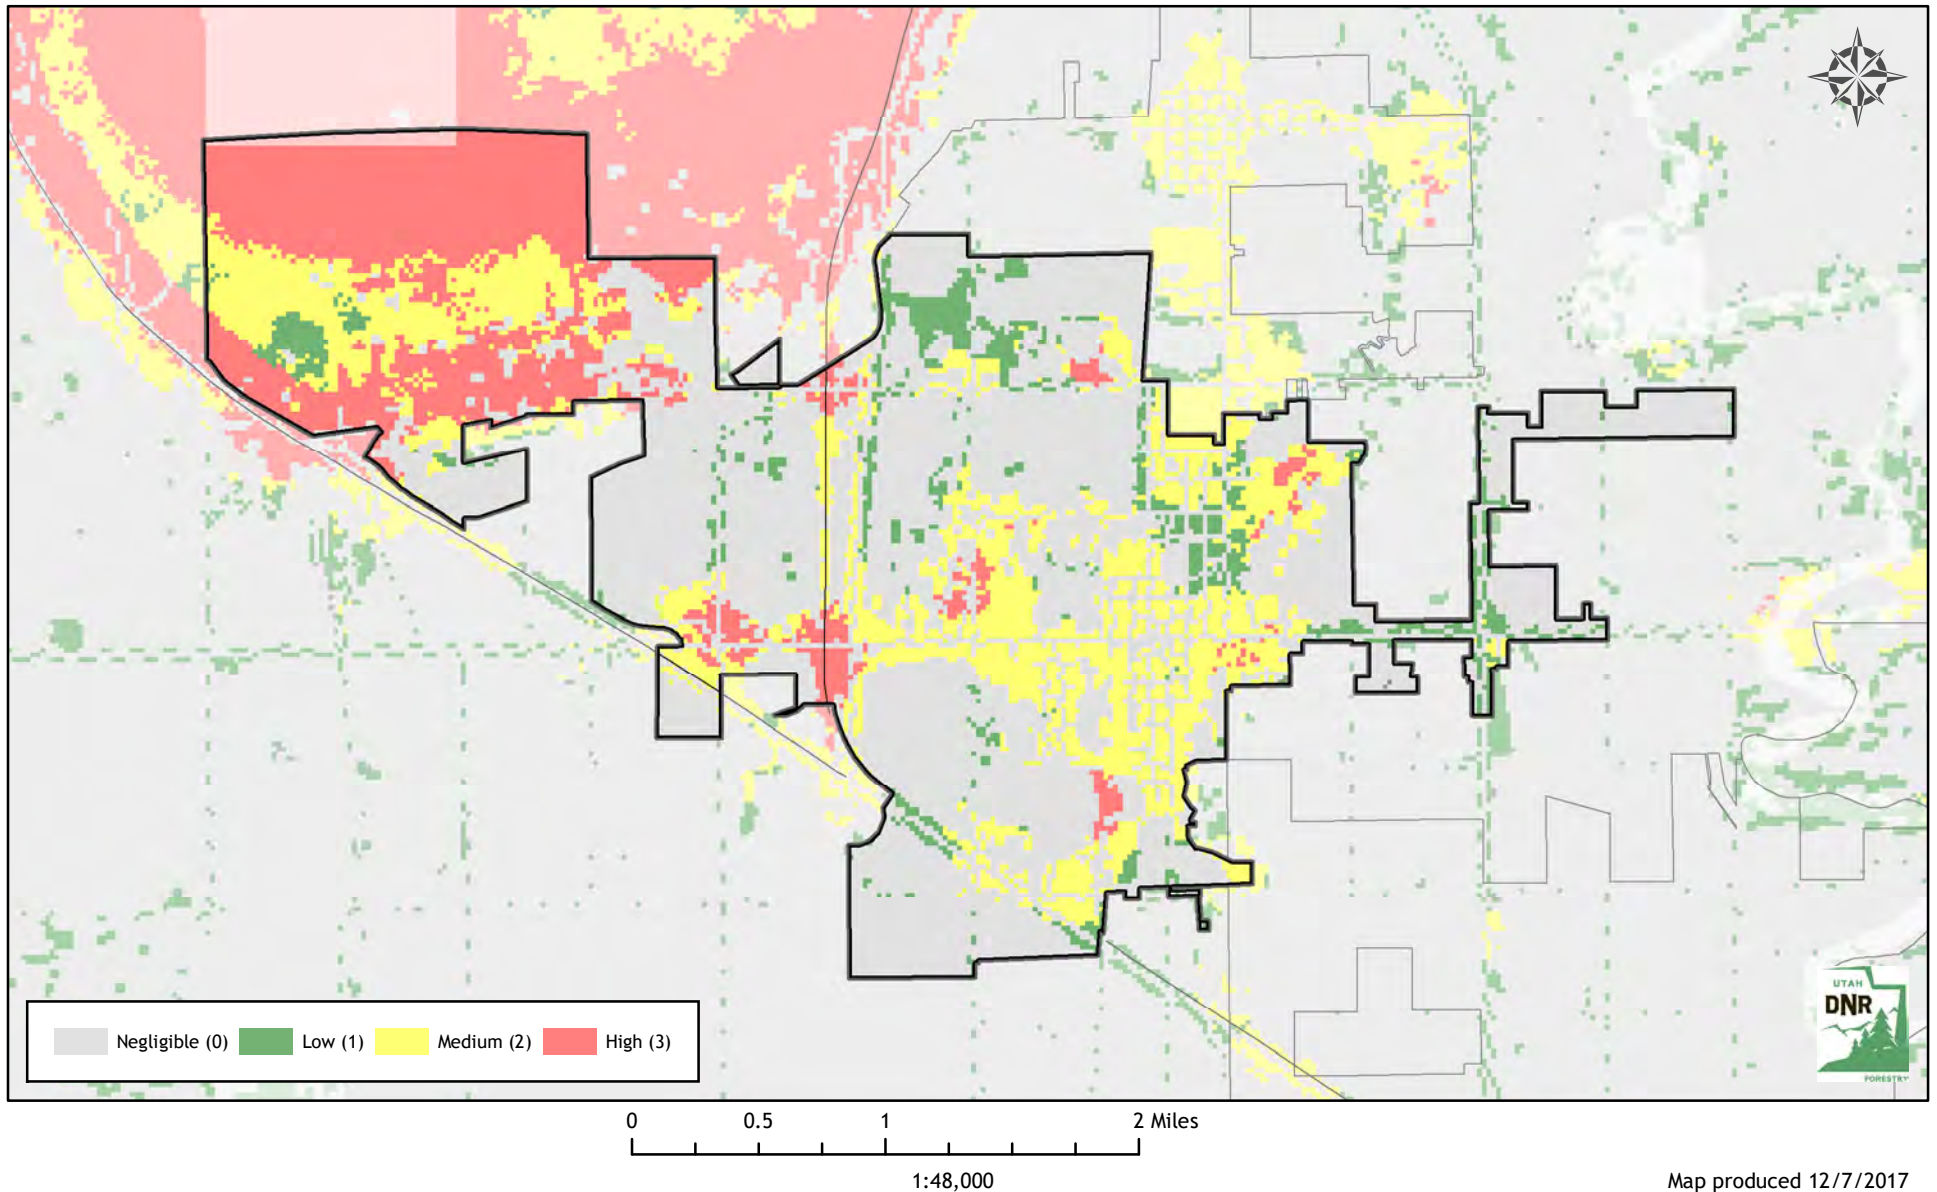 UTAH
DNR
FORESTRY
Negligible (0) Low (1) Medium (2) High (3)
0 0.5 1 2 Miles
1:48,000
Map produced 12/7/2017